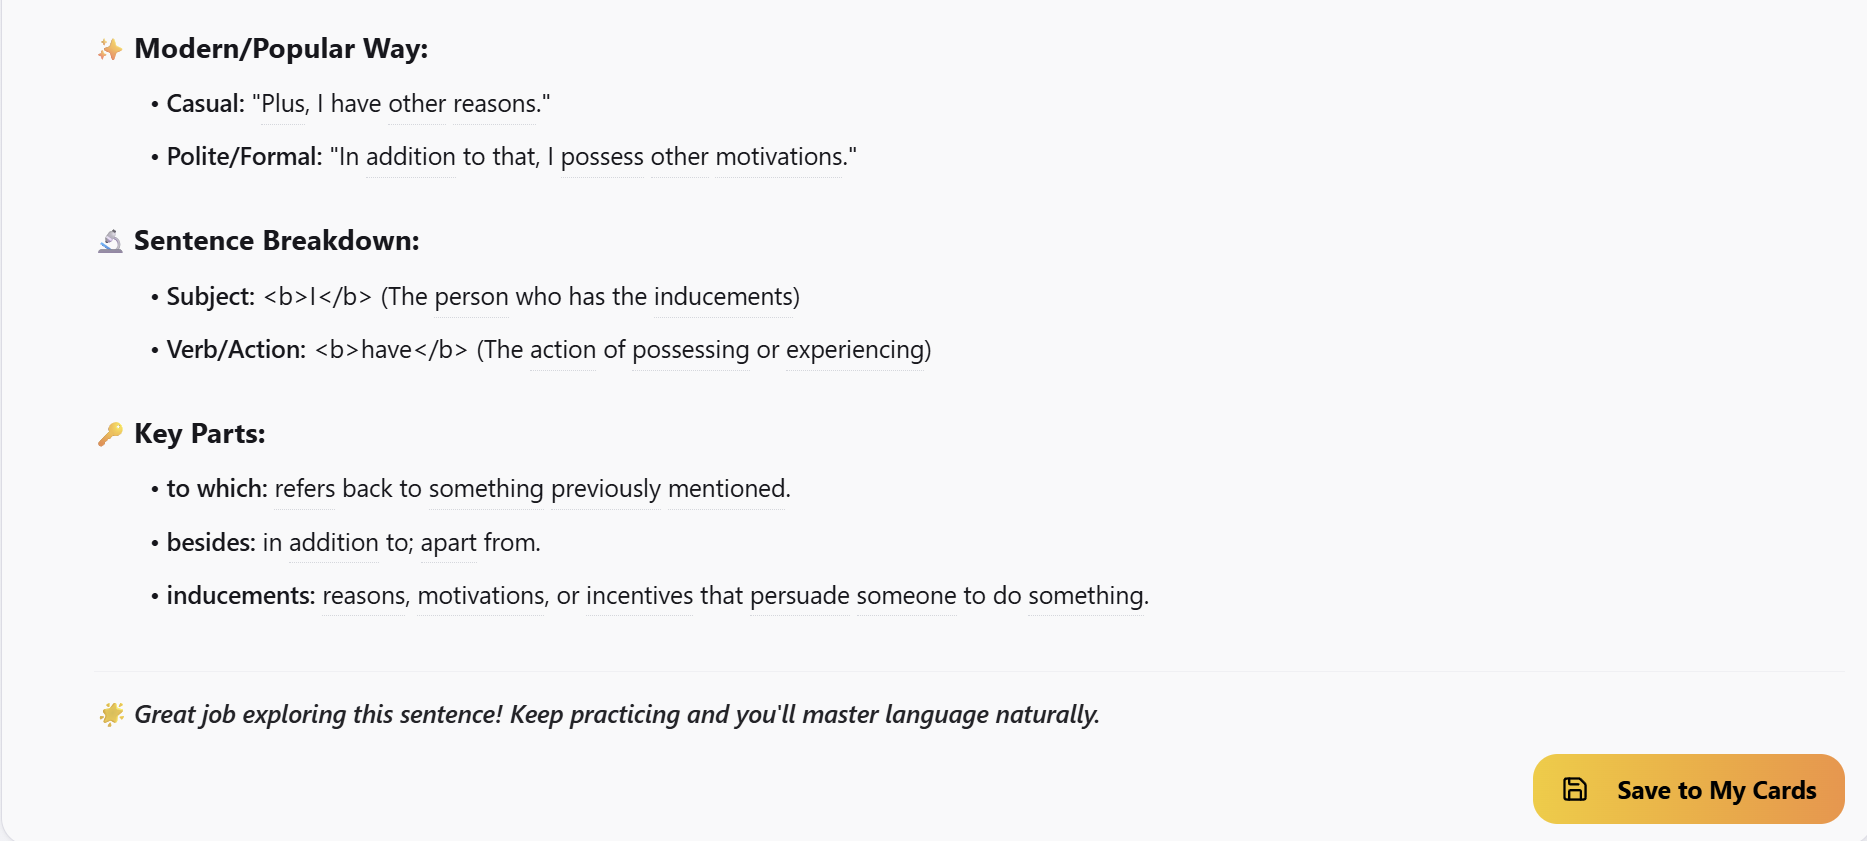 ✨ Modern/Popular Way:
• Casual: "Plus, I have other reasons."
• Polite/Formal: "In addition to that, I possess other motivations."
🔬 Sentence Breakdown:
• Subject: <b>I</b> (The person who has the inducements)
• Verb/Action: <b>have</b> (The action of possessing or experiencing)
🔑 Key Parts:
• to which: refers back to something previously mentioned.
• besides: in addition to; apart from.
• inducements: reasons, motivations, or incentives that persuade someone to do something.
🌟 Great job exploring this sentence! Keep practicing and you'll master language naturally.
Save to My Cards